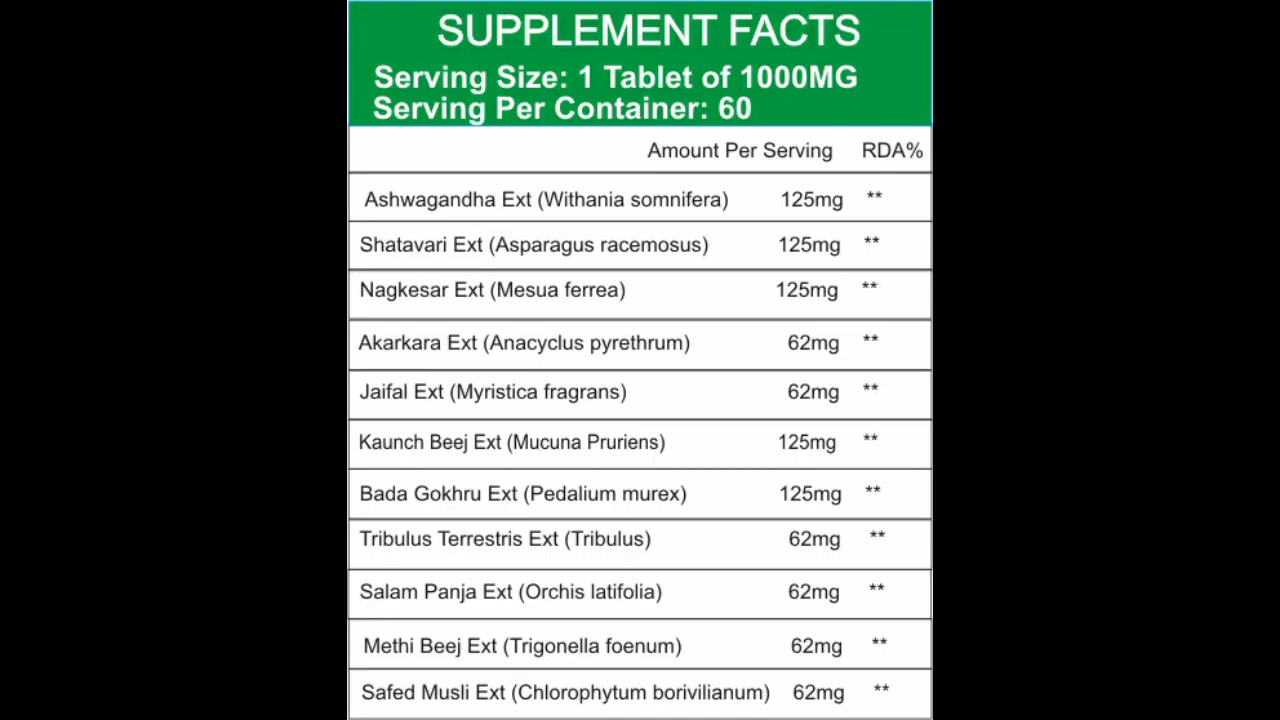 SUPPLEMENT FACTS
Serving Size: 1 Tablet of 1000MG
Serving Per Container: 60
Amount Per Serving RDA%
Ashwagandha Ext (Withania somnifera) 125mg **
Shatavari Ext (Asparagus racemosus) 125mg **
Nagkesar Ext (Mesua ferrea) 125mg **
Akarkara Ext (Anacyclus pyrethrum) 62mg **
Jaifal Ext (Myristica fragrans) 62mg **
Kaunch Beej Ext (Mucuna Pruriens) 125mg **
Bada Gokhru Ext (Pedalium murex) 125mg **
Tribulus Terrestris Ext (Tribulus) 62mg **
Salam Panja Ext (Orchis latifolia) 62mg **
Methi Beej Ext (Trigonella foenum) 62mg **
Safed Musli Ext (Chlorophytum borivilianum) 62mg **